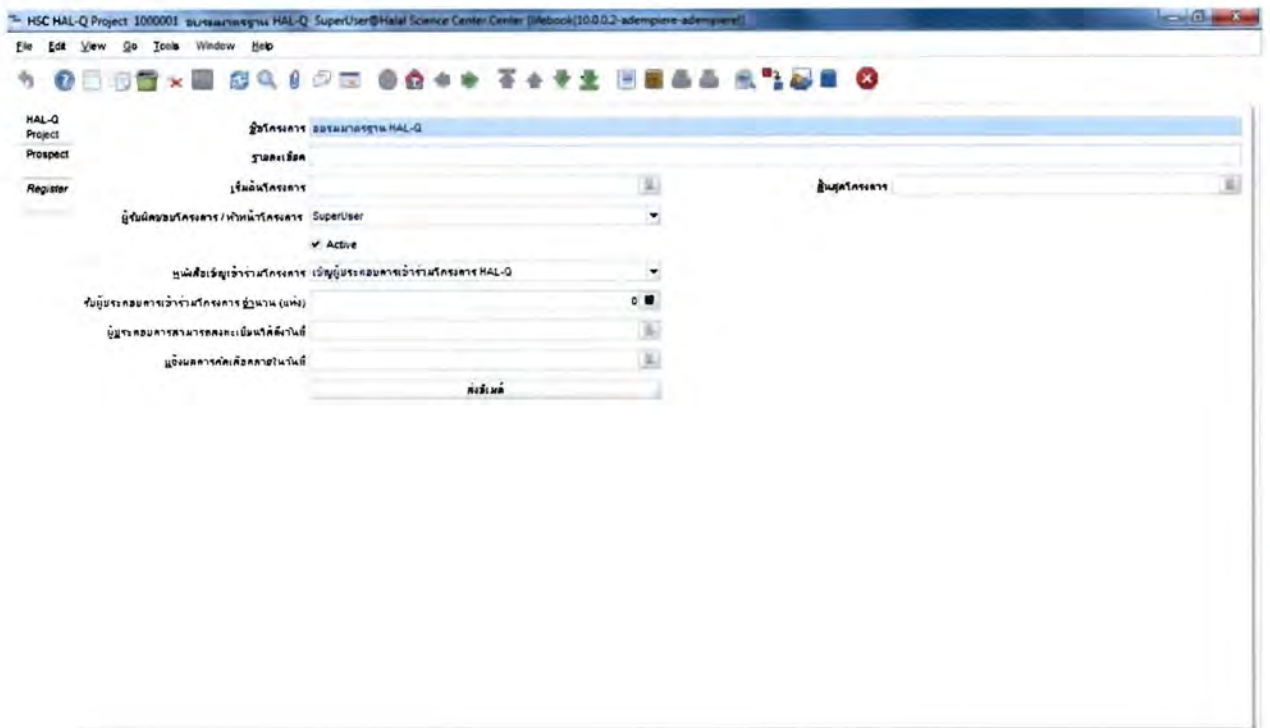 HSC HAL-Q Project 1000001 อบรมมาตรฐาน HAL-Q SuperUser@Halal Science Center.Center [lifebook{10.0.0.2-adempiere-adempiere}]
File Edit View Go Tools Window Help
HAL-Q
Project
Prospect
Register
ชื่อโครงการ อบรมมาตรฐาน HAL-Q
รายละเอียด
เริ่มต้นโครงการ สิ้นสุดโครงการ
ผู้รับผิดชอบโครงการ / หัวหน้าโครงการ SuperUser
Active
หนังสือเชิญเข้าร่วมโครงการ เชิญผู้ประกอบการเข้าร่วมโครงการ HAL-Q
รับผู้ประกอบการเข้าร่วมโครงการ จำนวน (แห่ง) 0
ผู้ประกอบการสามารถลงทะเบียนได้ถึงวันที่
แจ้งผลการคัดเลือกภายในวันที่
ส่งอีเมล์